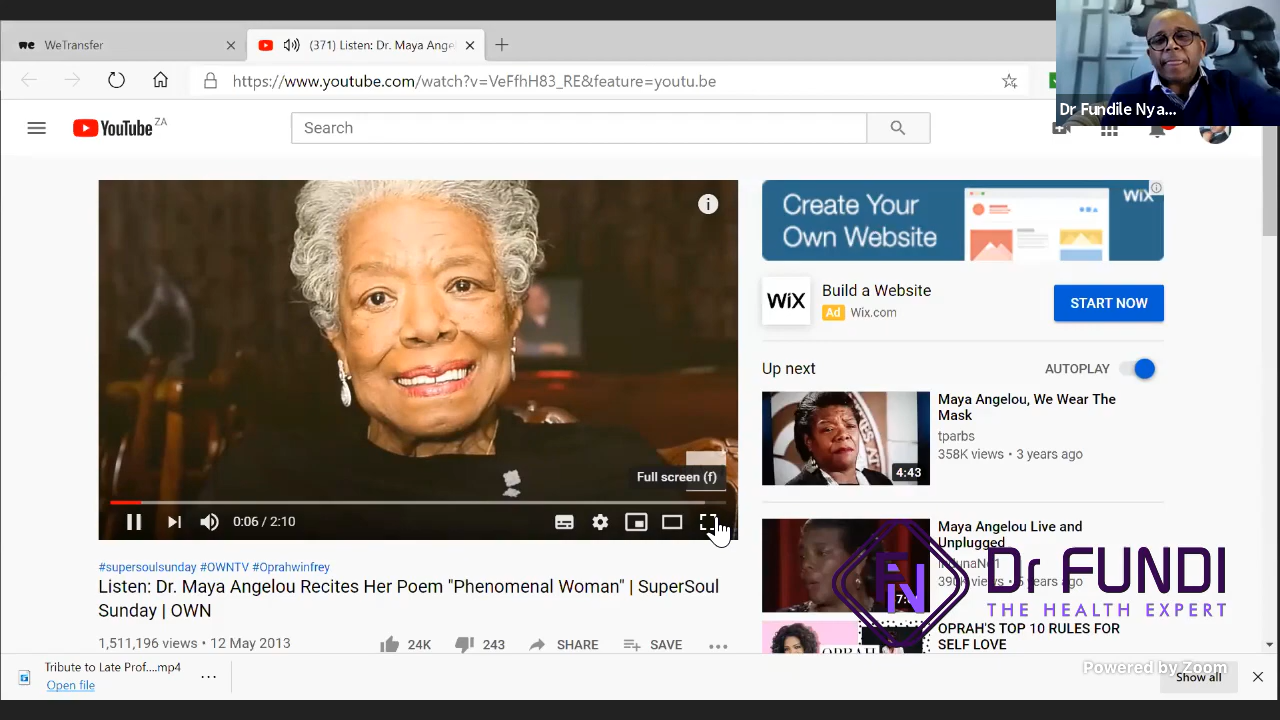 WeTransfer
(371) Listen: Dr. Maya Ange
https://www.youtube.com/watch?v=VeFfhH83_RE&feature=youtu.be
Dr Fundile Nya...
YouTube ZA
Search
Create Your
Own Website
WiX
WiX
Build a Website
Ad Wix.com
START NOW
Up next
AUTOPLAY
Maya Angelou, We Wear The
Mask
tparbs
358K views • 3 years ago
4:43
Full screen (f)
0:06 / 2:10
#supersoulsunday #OWNTV #Oprahwinfrey
Listen: Dr. Maya Angelou Recites Her Poem "Phenomenal Woman" | SuperSoul
Sunday | OWN
1,511,196 views • 12 May 2013
24K
243
SHARE
SAVE
Maya Angelou Live and
Unplugged
years ago
FN
Dr FUNDI
THE HEALTH EXPERT
OPRAH'S TOP 10 RULES FOR
SELF LOVE
Powered by Zoom
Tribute to Late Prof....mp4
Open file
Show all